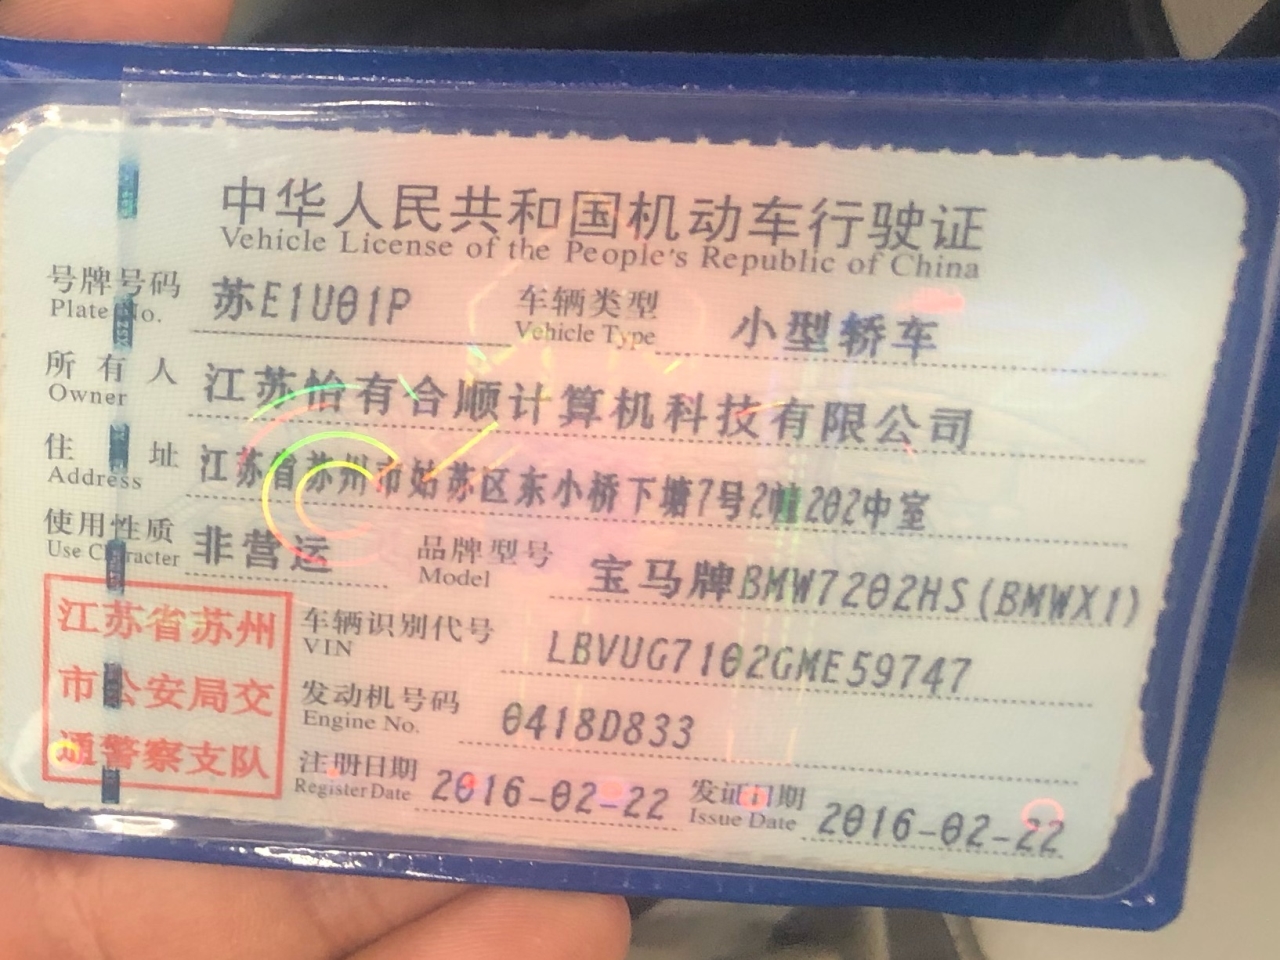 中华人民共和国机动车行驶证
Vehicle License of the People's Republic of China
号牌号码 苏E1U01P 车辆类型 小型轿车
Plate No. Vehicle Type
所有人 江苏怡有合顺计算机科技有限公司
Owner
住址 江苏省苏州市姑苏区东小桥下塘7号2幢202中室
Address
使用性质 非营运 品牌型号 宝马牌BMW7202HS(BMWX1)
Use Character Model
江苏省苏州
市公安局交
通警察支队
车辆识别代号 LBVUG7102GME59747
VIN
发动机号码 0418D833
Engine No.
注册日期 2016-02-22 发证日期 2016-02-22
Register Date Issue Date